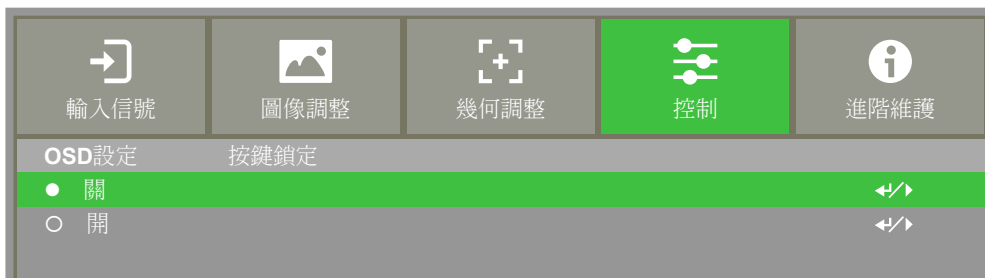 輸入信號
圖像調整
幾何調整
控制
進階維護
OSD設定 按鍵鎖定
關
開